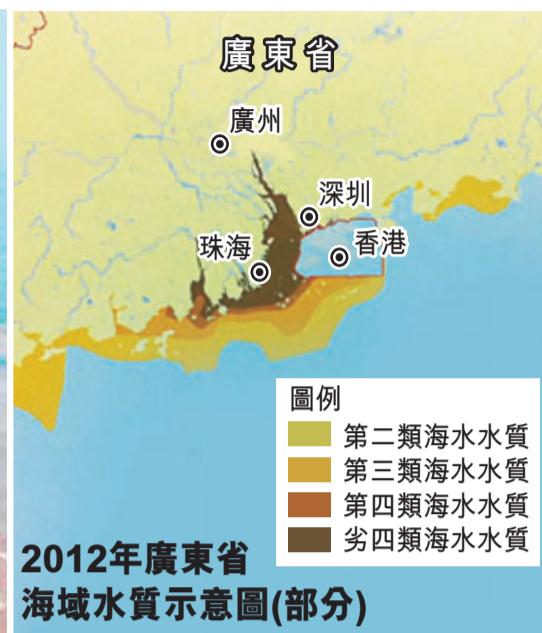 廣東省
廣州
深圳
香港
珠海
圖例
第二類海水水質
第三類海水水質
第四類海水水質
劣四類海水水質
2012年廣東省
海域水質示意圖(部分)